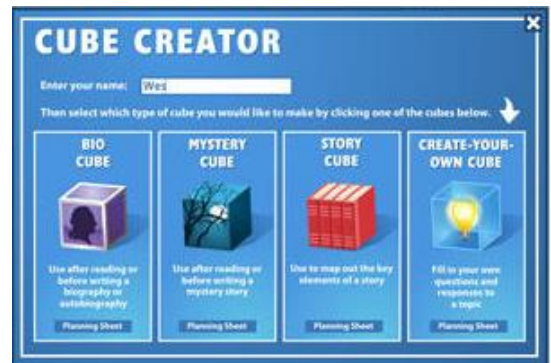 CUBE CREATOR
Enter your name: Wes
Then select which type of cube you would like to make by clicking one of the cubes below.
BIO
CUBE
Use after reading or
before writing a
biography or
autobiography
Planning Sheet
MYSTERY
CUBE
Use after reading or
before writing a
mystery story
Planning Sheet
STORY
CUBE
Use to map out the key
elements of a story
Planning Sheet
CREATE-YOUR-
OWN CUBE
Fill in your own
questions and
responses to
a topic
Planning Sheet